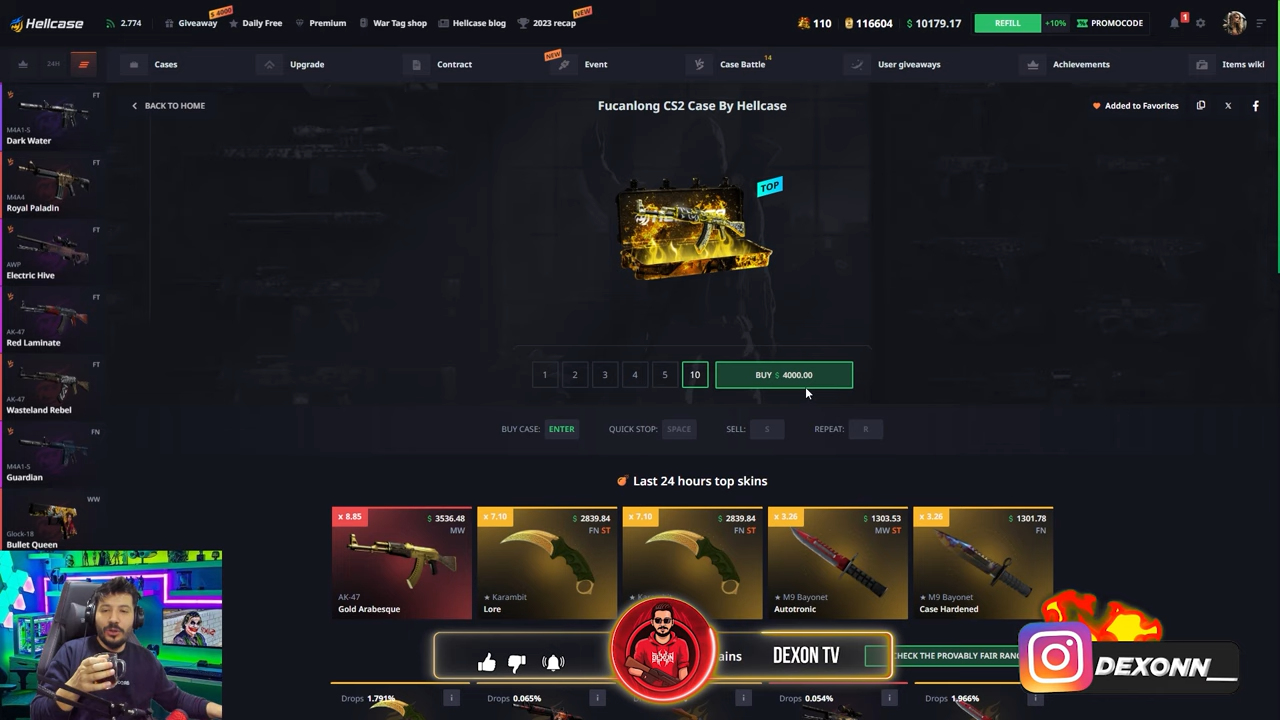 Hellcase
2.774
Giveaway
$ 4000
Daily Free
Premium
War Tag shop
Hellcase blog
2023 recap
NEW
110
116604
$ 10179.17
REFILL
+10%
PROMOCODE
1
24H
Cases
Upgrade
Contract
NEW
Event
Case Battle
14
User giveaways
Achievements
Items wiki
BACK TO HOME
Fucanlong CS2 Case By Hellcase
Added to Favorites
FT
M4A1-S
Dark Water
FT
M4A4
Royal Paladin
FT
AWP
Electric Hive
FT
AK-47
Red Laminate
FT
AK-47
Wasteland Rebel
FN
M4A1-S
Guardian
WW
Glock-18
Bullet Queen
TOP
1
2
3
4
5
10
BUY $ 4000.00
BUY CASE: ENTER
QUICK STOP: SPACE
SELL: S
REPEAT: R
Last 24 hours top skins
x 8.85
$ 3536.48
MW
AK-47
Gold Arabesque
x 7.10
$ 2839.84
FN ST
★ Karambit
Lore
x 7.10
$ 2839.84
FN ST
x 3.26
$ 1303.53
MW ST
★ M9 Bayonet
Autotronic
x 3.26
$ 1301.78
FN
★ M9 Bayonet
Case Hardened
DEXON TV
CHECK THE PROVABLY FAIR
DEXONN__
Drops 1.791%
Drops 0.065%
Drops 0.054%
Drops 1.966%